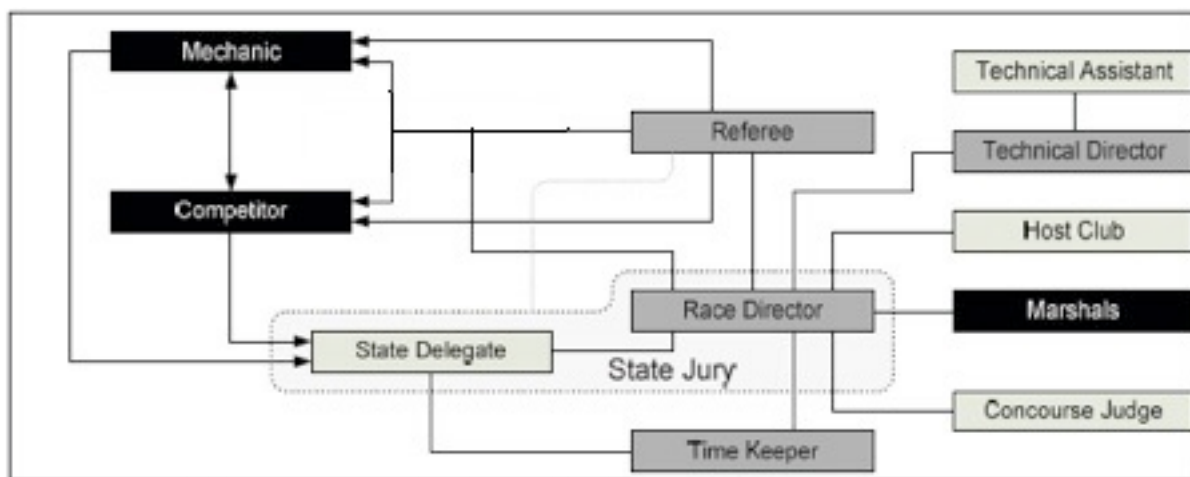 Mechanic
Technical Assistant
Referee
Technical Director
Competitor
Host Club
Race Director
Marshals
State Delegate
State Jury
Concourse Judge
Time Keeper